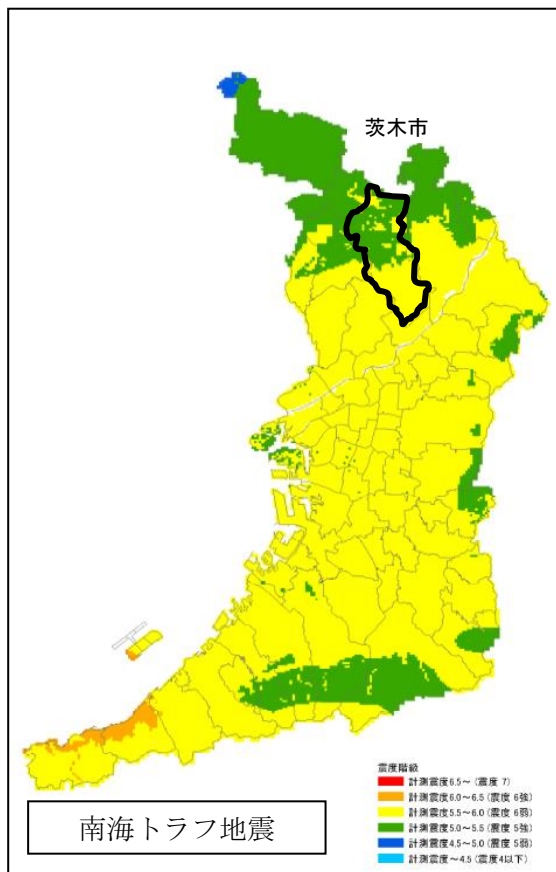 茨木市
震度階級
計測震度6.5～ (震度 7)
計測震度6.0～6.5 (震度 6強)
計測震度5.5～6.0 (震度 6弱)
計測震度5.0～5.5 (震度 5強)
計測震度4.5～5.0 (震度 5弱)
計測震度～4.5 (震度4以下)
南海トラフ地震